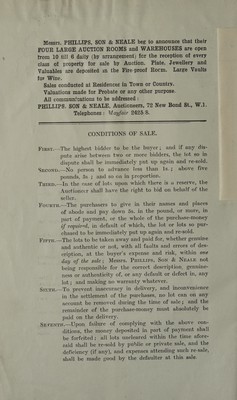 Messrs. PHILLIPS, SON & NEALE beg to announce that their
FOUR LARGE AUCTION ROOMS and WAREHOUSES are open
from 10 till 6 daily (by arrangement) for the reception of every
class of property for sale by Auction. Plate, Jewellery and
Valuables are deposited in the Fire-proof Room. Large Vaults
for Wine.
Sales conducted at Residences in Town or Country.
Valuations made for Probate or any other purpose.
All communications to be addressed:
PHILLIPS, SON & NEALE, Auctioneers, 72 New Bond St., W.1.
Telephone: Mayfair 2425/6.
CONDITIONS OF SALE.
FIRST.—The highest bidder to be the buyer; and if any dis-
pute arise between two or more bidders, the lot so in
dispute shall be immediately put up again and re-sold.
SECOND.—No person to advance less than 1s.; above five
pounds, 5s.; and so on in proportion.
THIRD.—In the case of lots upon which there is a reserve, the
Auctioneer shall have the right to bid on behalf of the
seller.
FOURTH.—The purchasers to give in their names and places
of abode and pay down 5s. in the pound, or more, in
part of payment, or the whole of the purchase-money
if required, in default of which, the lot or lots so pur-
chased to be immediately put up again and re-sold.
FIFTH.—The lots to be taken away and paid for, whether genuine
and authentic or not, with all faults and errors of des-
cription, at the buyer's expense and risk, within one
day of the sale; Messrs. PHILLIPS, SON & NEALE not
being responsible for the correct description, genuine-
ness or authenticity of, or any default or defect in, any
lot; and making no warranty whatever.
SIXTH.—To prevent inaccuracy in delivery, and inconvenience
in the settlement of the purchases, no lot can on any
account be removed during the time of sale; and the
remainder of the purchase-money must absolutely be
paid on the delivery.
SEVENTH.—Upon failure of complying with the above con-
ditions, the money deposited in part of payment shall
be forfeited; all lots uncleared within the time afore-
said shall be re-sold by public or private sale, and the
deficiency (if any), and expenses attending such re-sale,
shall be made good by the defaulter at this sale.